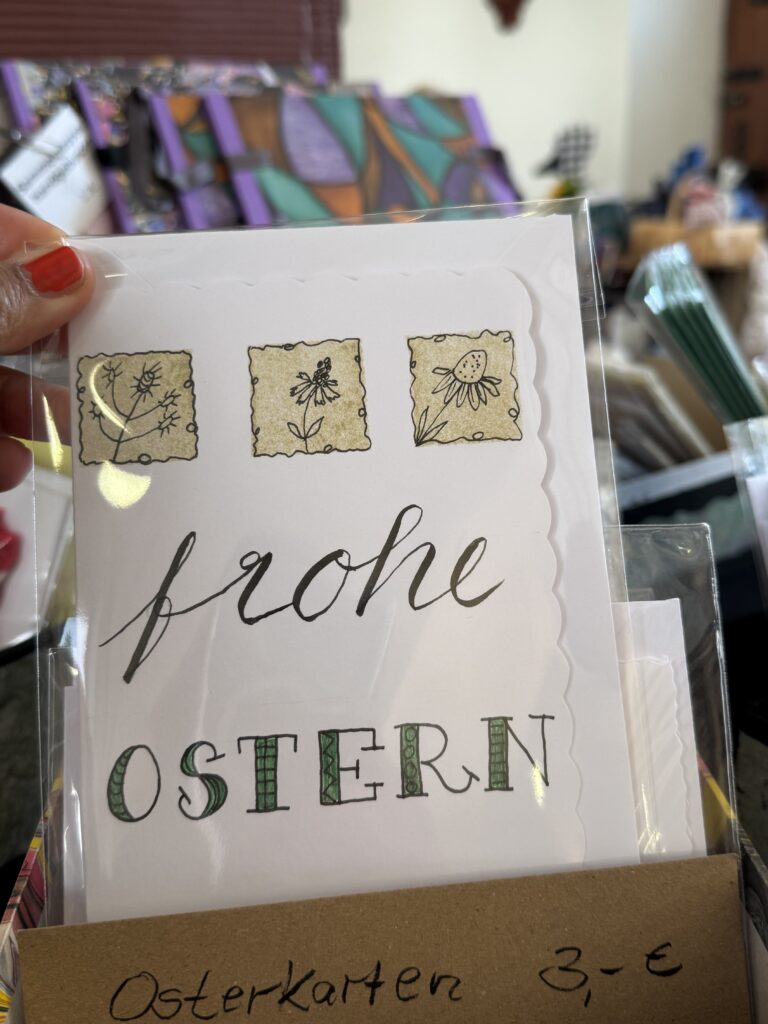 frohe
OSTERN
Osterkarten 3,- €